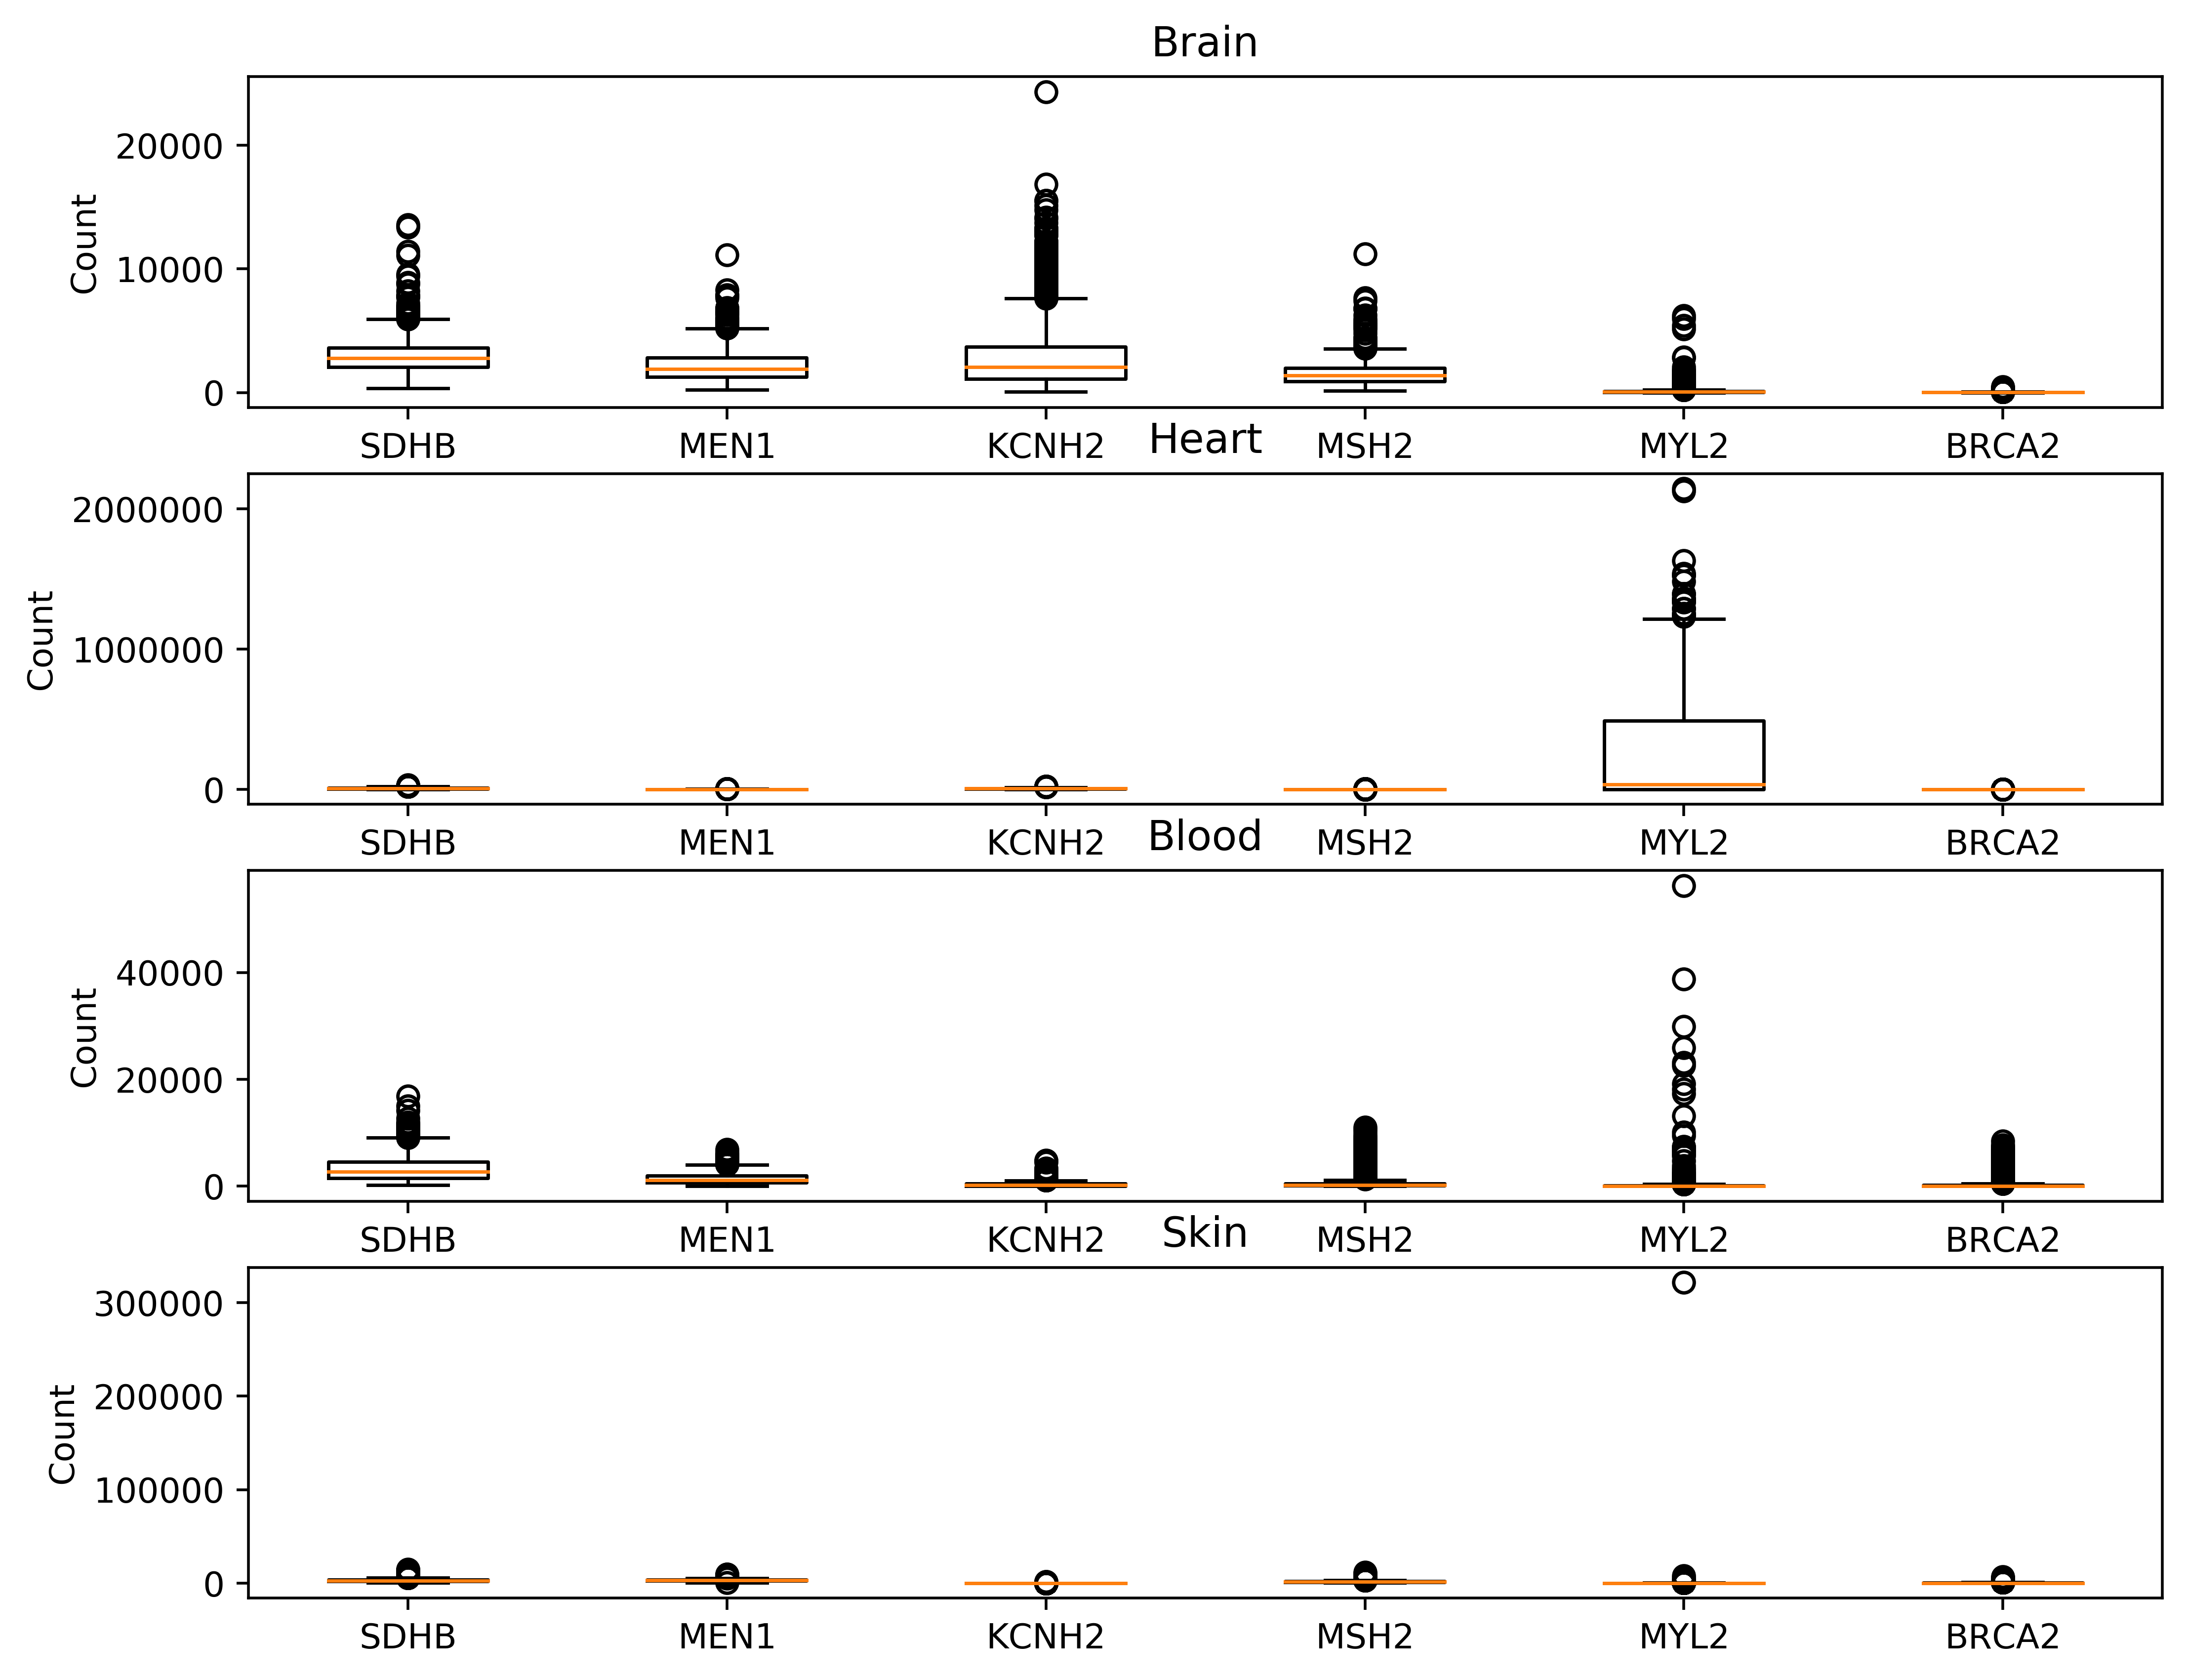 Brain
Count
20000
10000
0
SDHB MEN1 KCNH2 MSH2 MYL2 BRCA2
Heart
Count
2000000
1000000
0
SDHB MEN1 KCNH2 MSH2 MYL2 BRCA2
Blood
Count
40000
20000
0
SDHB MEN1 KCNH2 MSH2 MYL2 BRCA2
Skin
Count
300000
200000
100000
0
SDHB MEN1 KCNH2 MSH2 MYL2 BRCA2